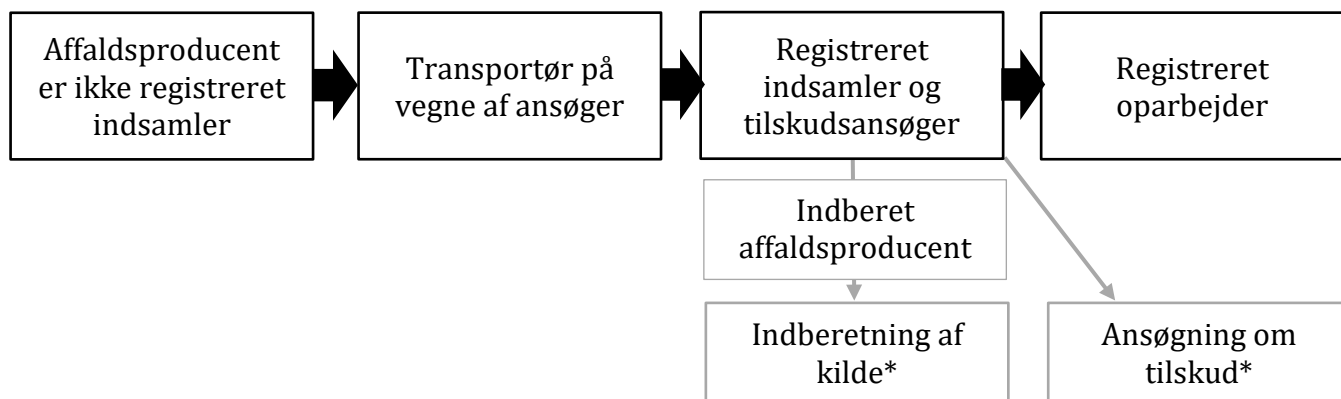 Affaldsproducent
er ikke registreret
indsamler
Transportør på
vegne af ansøger
Registreret
indsamler og
tilskudsansøger
Registreret
oparbejder
Indberet
affaldsproducent
Indberetning af
kilde*
Ansøgning om
tilskud*